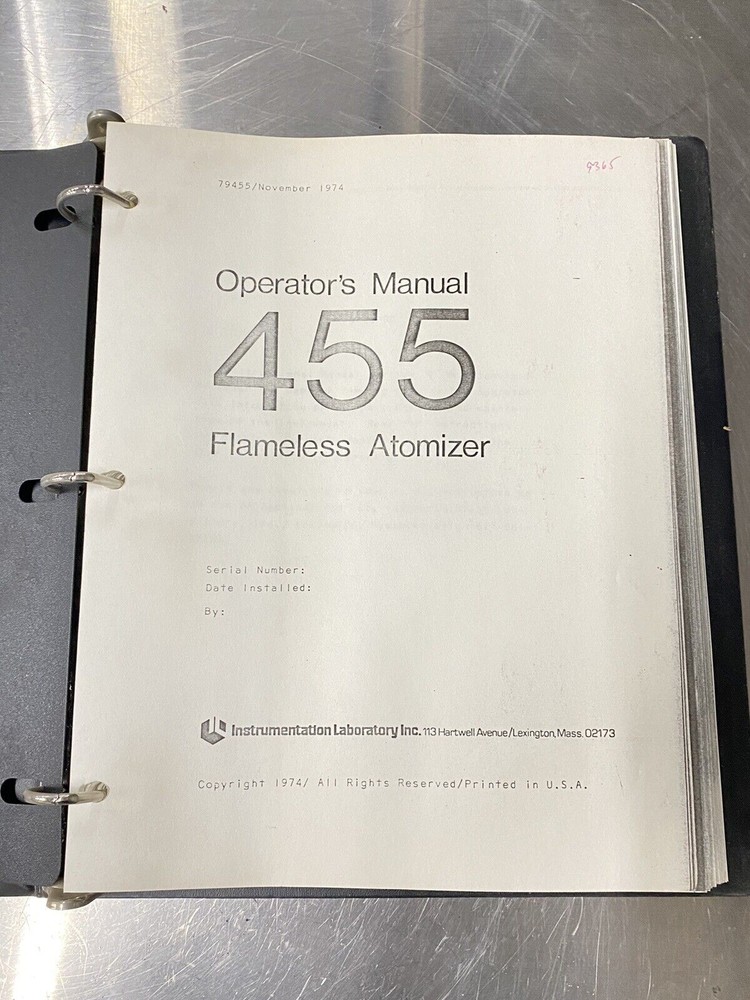 9365
79455/November 1974
Operator's Manual
455
Flameless Atomizer
Serial Number:
Date Installed:
By:
Instrumentation Laboratory Inc. 113 Hartwell Avenue/Lexington, Mass. 02173
Copyright 1974/ All Rights Reserved/Printed in U.S.A.